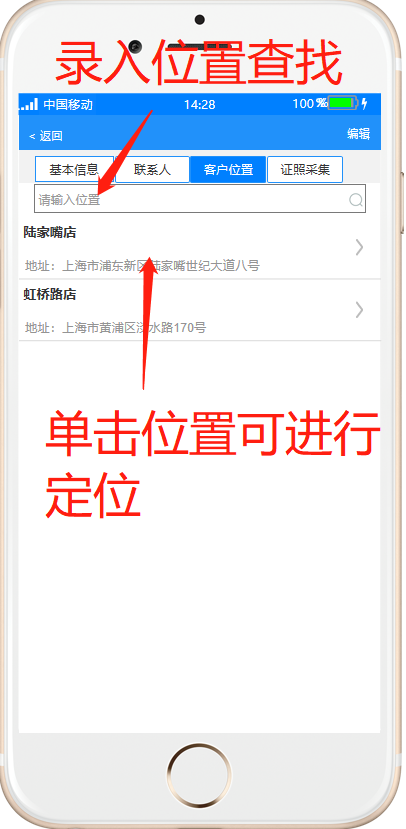 录入位置查找
中国移动 14:28 100%
< 返回 编辑
基本信息 联系人 客户位置 证照采集
请输入位置
陆家嘴店
地址：上海市浦东新区陆家嘴世纪大道八号
虹桥路店
地址：上海市黄浦区 水路170号
单击位置可进行
定位